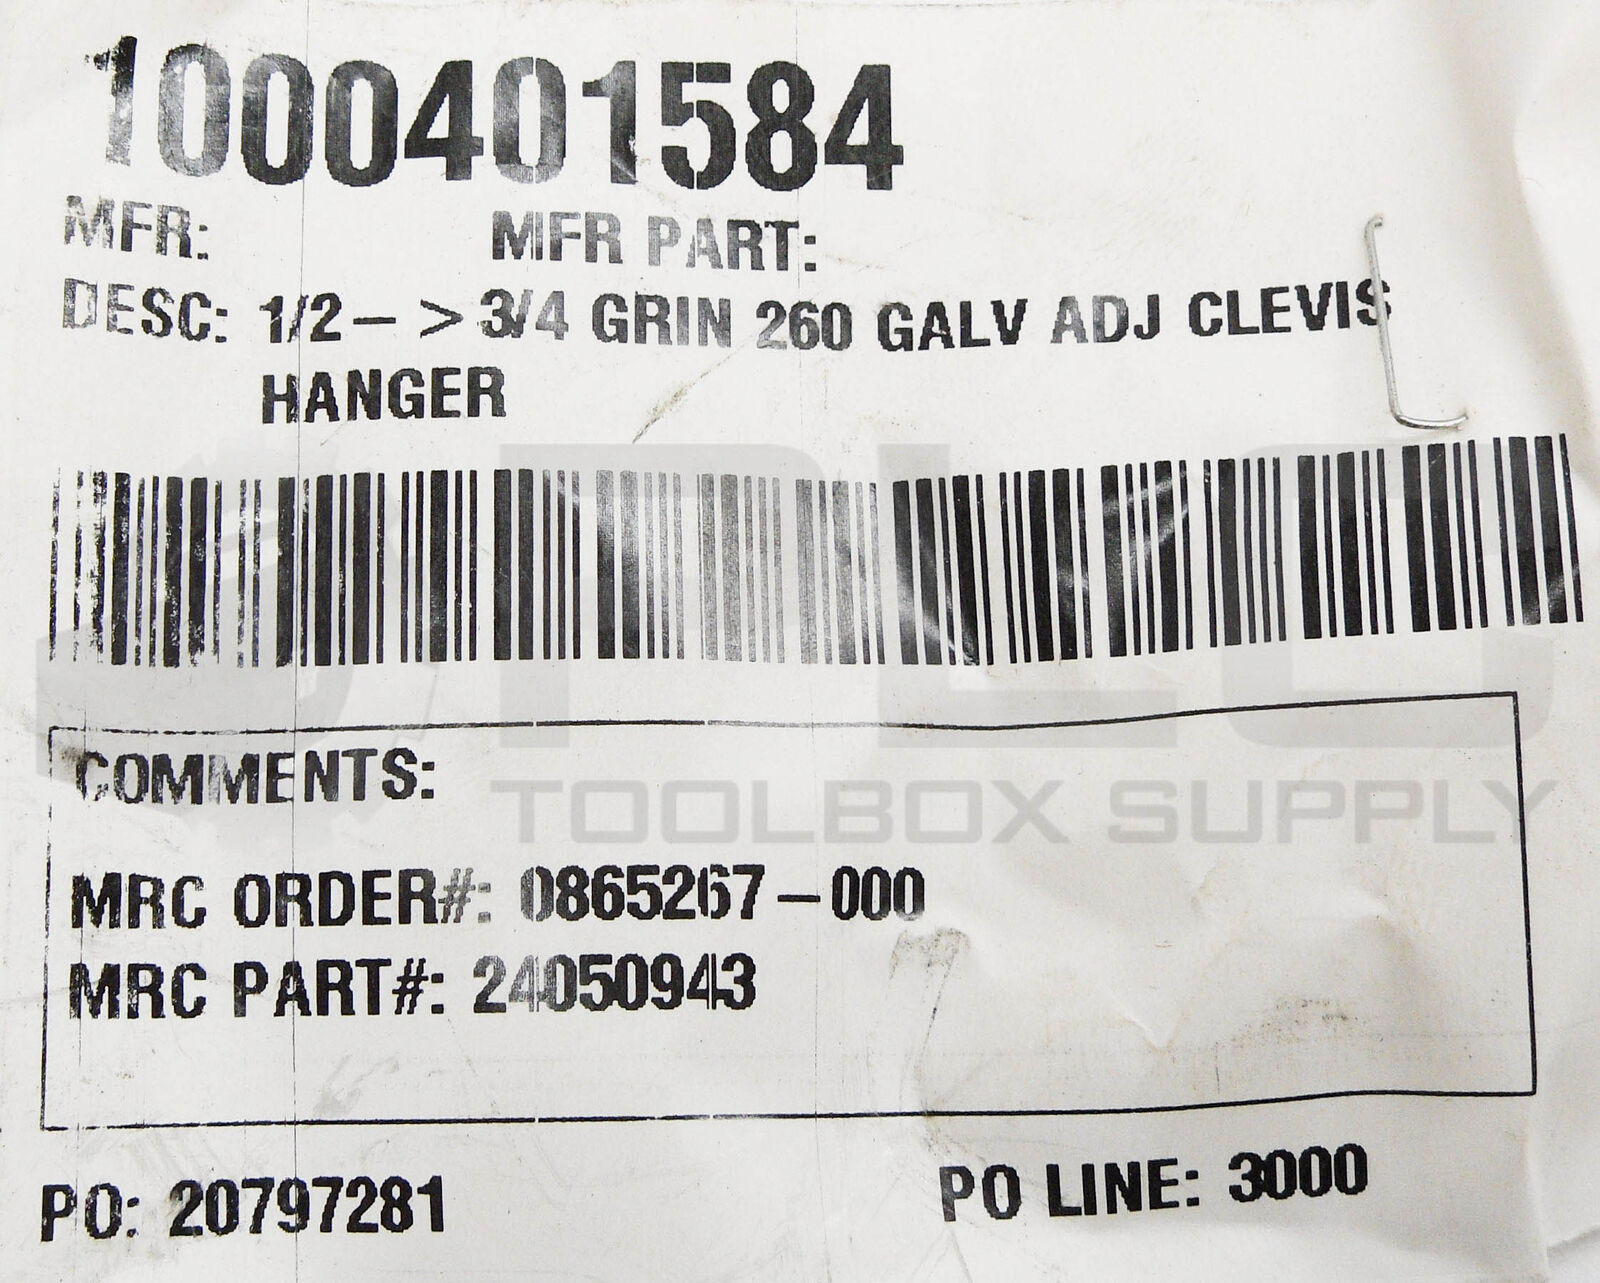 1000401584
MFR: MFR PART:
DESC: 1/2-> 3/4 GRIN 260 GALV ADJ CLEVIS
HANGER
PLC
TOOLBOX SUPPLY
COMMENTS:
MRC ORDER#: 0865267-000
MRC PART#: 24050943
PO: 20797281 PO LINE: 3000